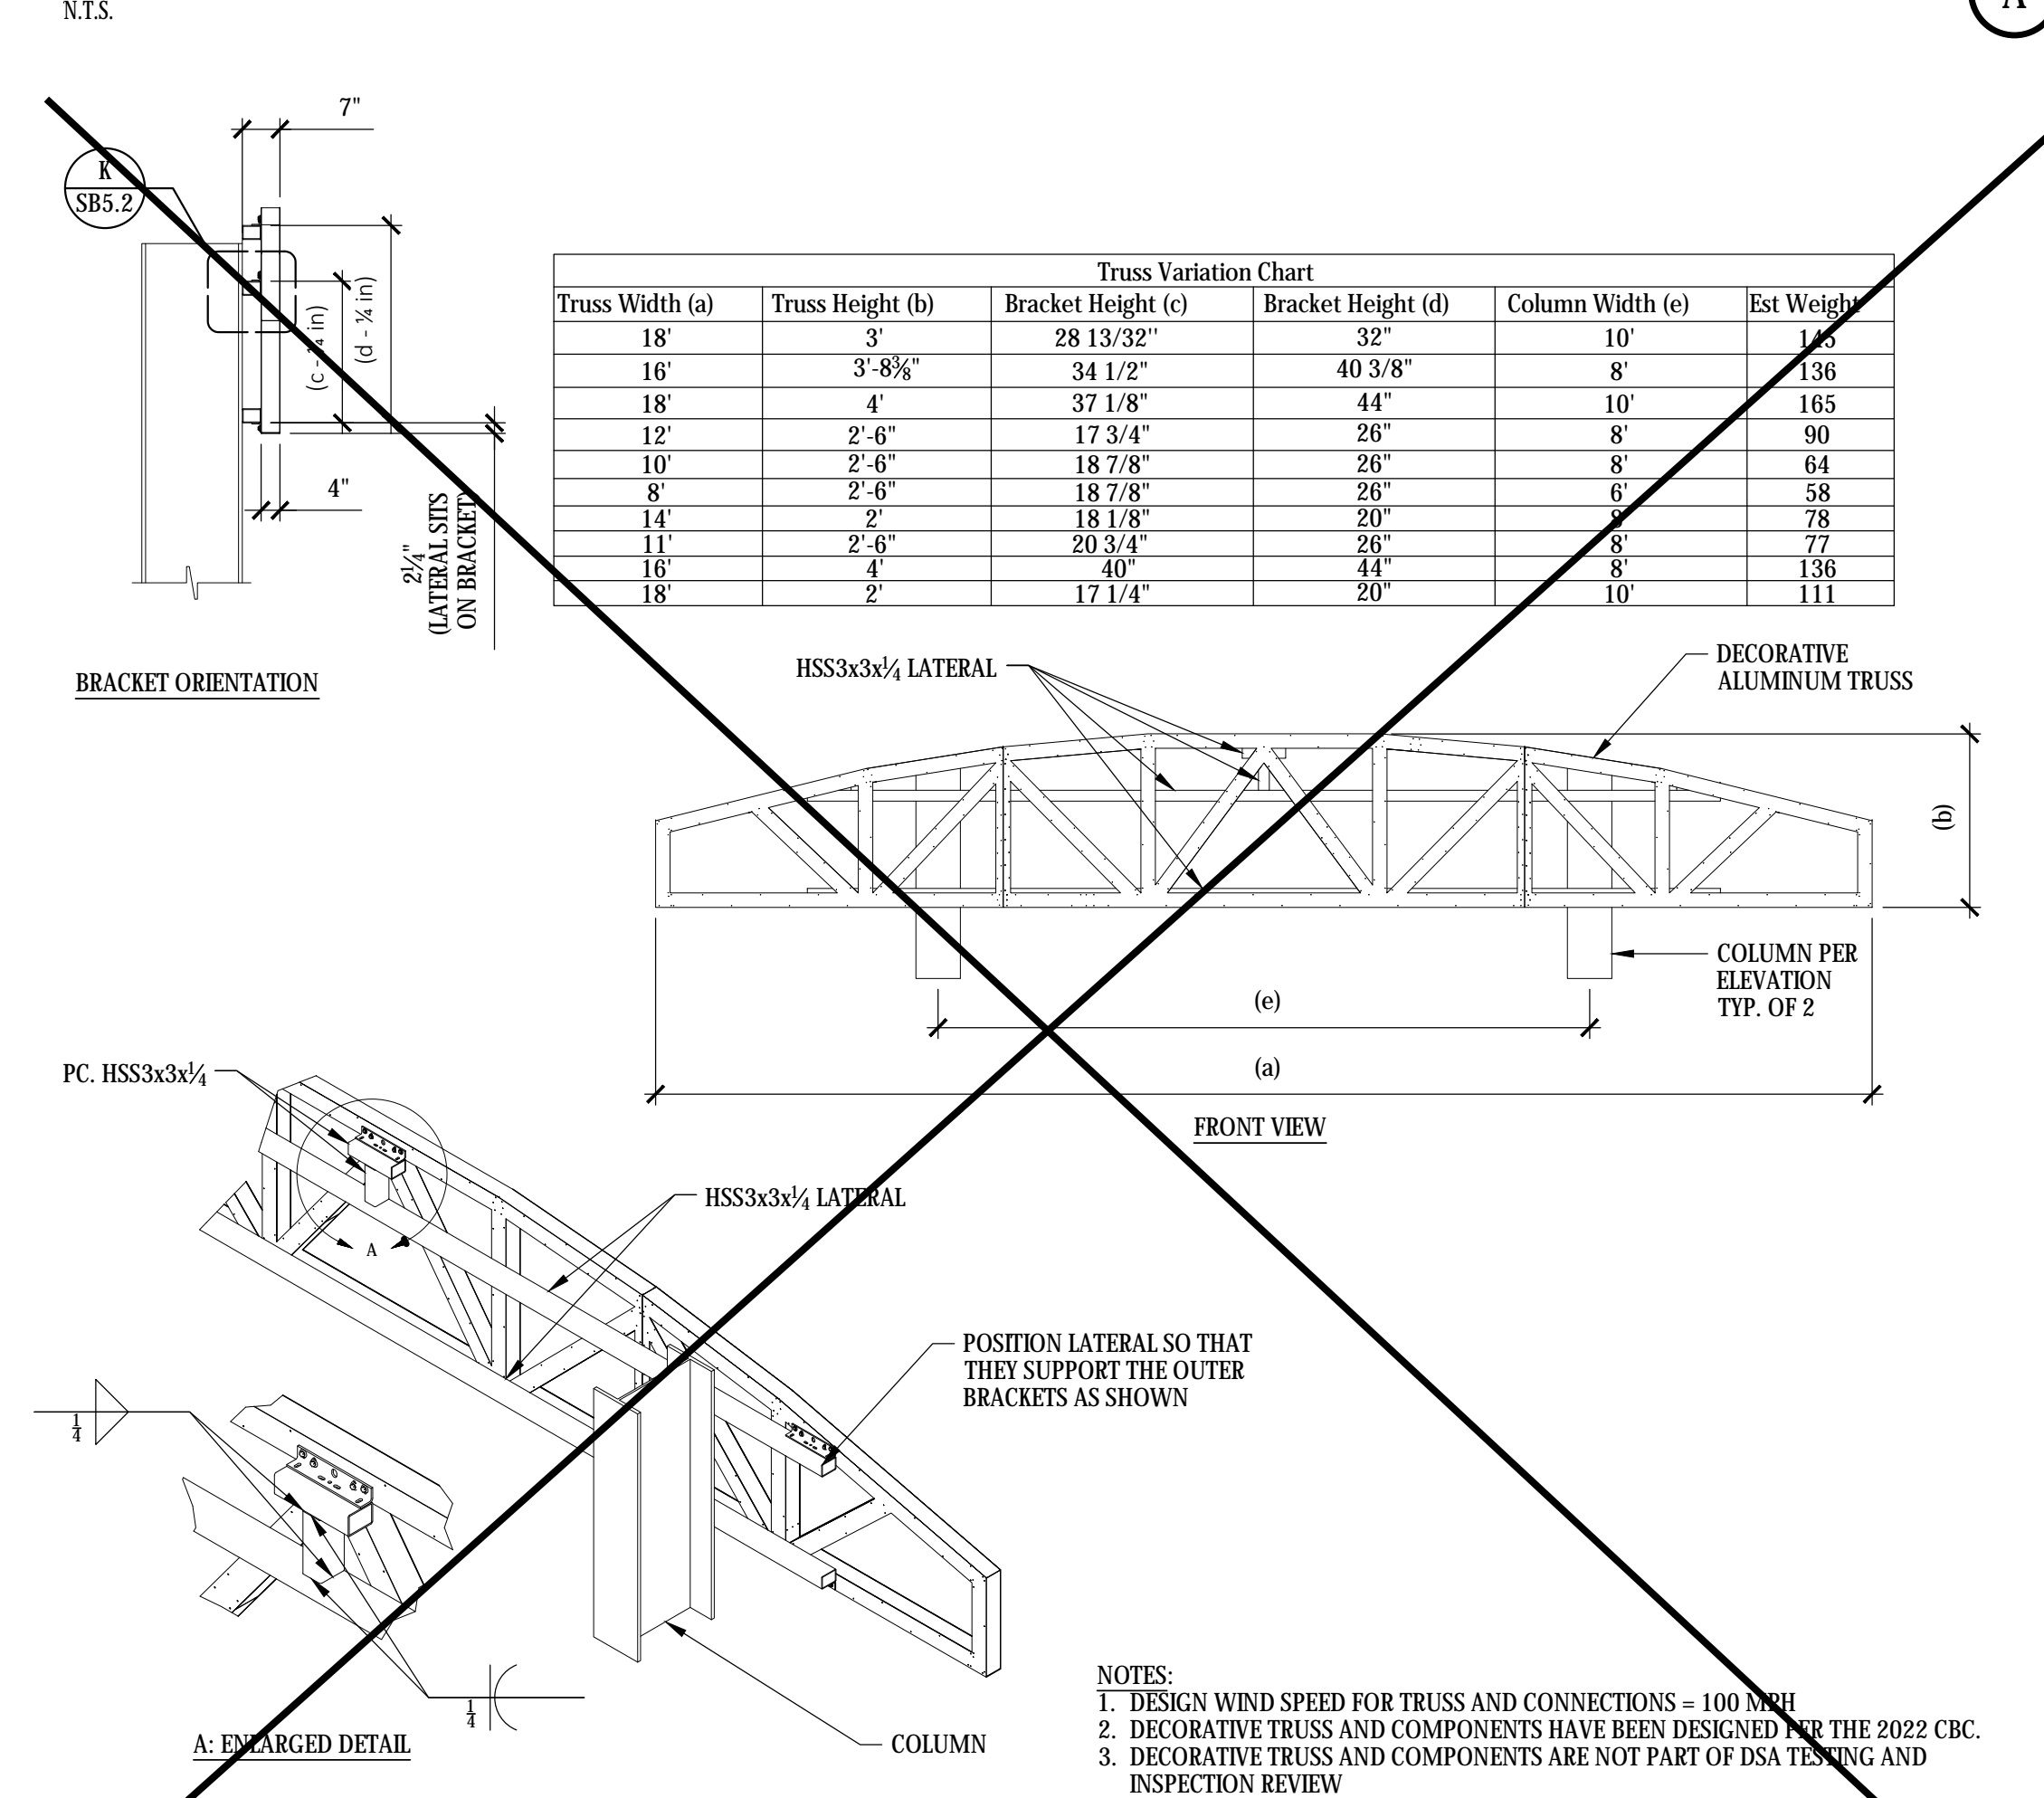 N.T.S.
A
7"
K
SB5.2
(c - ¼ in)
(d - ¼ in)
4"
2¼"
(LATERAL SITS
ON BRACKET)
BRACKET ORIENTATION
Truss Variation Chart
Truss Width (a) Truss Height (b) Bracket Height (c) Bracket Height (d) Column Width (e) Est Weight
18' 3' 28 13/32'' 32" 10' 145
16' 3'-8⅜" 34 1/2" 40 3/8" 8' 136
18' 4' 37 1/8" 44" 10' 165
12' 2'-6" 17 3/4" 26" 8' 90
10' 2'-6" 18 7/8" 26" 8' 64
8' 2'-6" 18 7/8" 26" 6' 58
14' 2' 18 1/8" 20" 78
11' 2'-6" 20 3/4" 26" 8' 77
16' 4' 40" 44" 8' 136
18' 2' 17 1/4" 20" 10' 111
HSS3x3x¼ LATERAL
DECORATIVE
ALUMINUM TRUSS
(b)
COLUMN PER
ELEVATION
TYP. OF 2
(e)
(a)
FRONT VIEW
PC. HSS3x3x¼
A
HSS3x3x¼ LATERAL
POSITION LATERAL SO THAT
THEY SUPPORT THE OUTER
BRACKETS AS SHOWN
¼
¼
A: ENLARGED DETAIL
COLUMN
NOTES:
1. DESIGN WIND SPEED FOR TRUSS AND CONNECTIONS = 100 MPH
2. DECORATIVE TRUSS AND COMPONENTS HAVE BEEN DESIGNED PER THE 2022 CBC.
3. DECORATIVE TRUSS AND COMPONENTS ARE NOT PART OF DSA TESTING AND
INSPECTION REVIEW